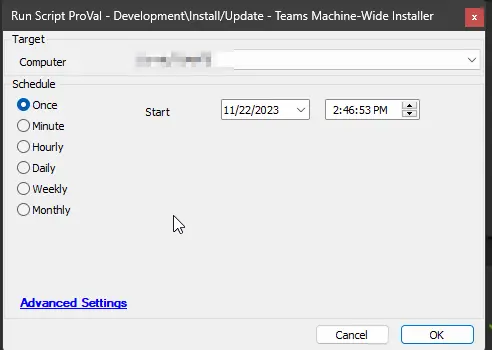 Run Script ProVal - Development\Install/Update - Teams Machine-Wide Installer
x
Target
Computer
Schedule
Once
Start
11/22/2023
2:46:53 PM
Minute
Hourly
Daily
Weekly
Monthly
Advanced Settings
Cancel
OK